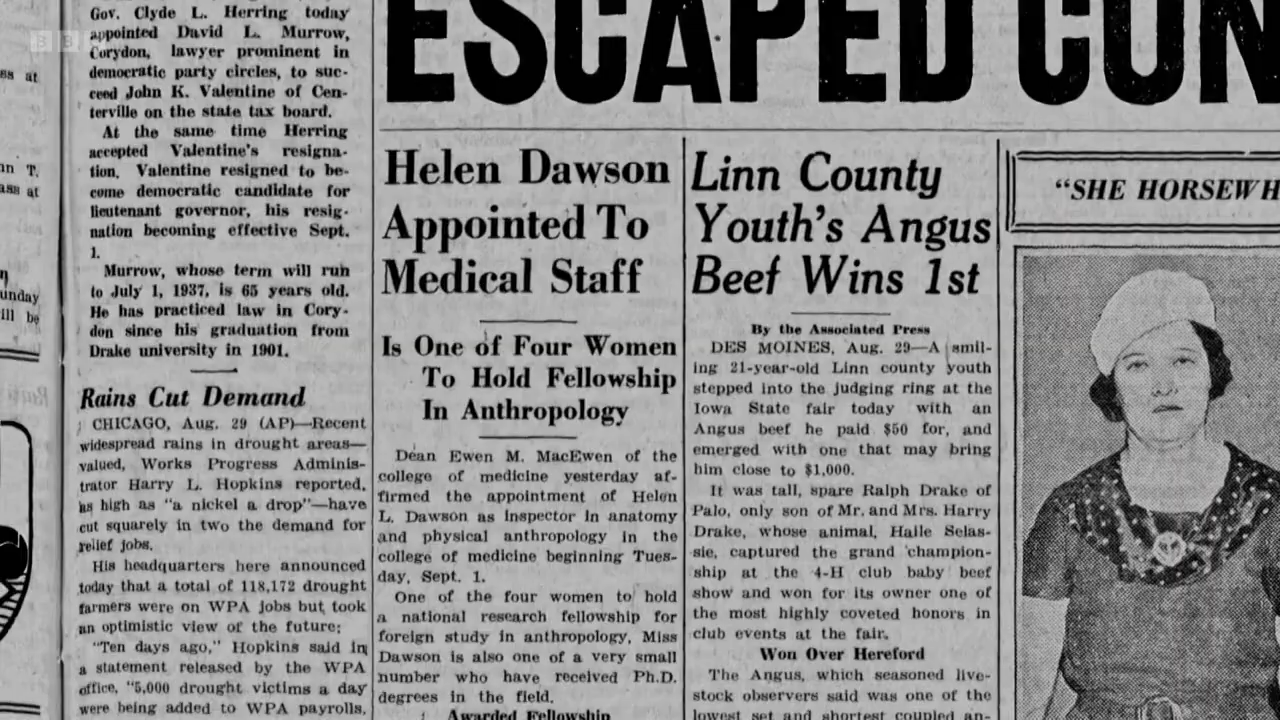 BBC
Gov. Clyde L. Herring today
appointed David L. Murrow,
Corydon, lawyer prominent in
democratic party circles, to suc-
ceed John K. Valentine of Cen-
terville on the state tax board.
At the same time Herring
accepted Valentine's resigna-
tion. Valentine resigned to be-
come democratic candidate for
lieutenant governor, his resig-
nation becoming effective Sept.
1.
Murrow, whose term will run
to July 1, 1937, is 65 years old.
He has practiced law in Cory-
don since his graduation from
Drake university in 1901.
Rains Cut Demand
CHICAGO, Aug. 29 (AP)—Recent
widespread rains in drought areas—
valued, Works Progress Adminis-
trator Harry L. Hopkins reported,
as high as "a nickel a drop"—have
cut squarely in two the demand for
relief jobs.
His headquarters here announced
today that a total of 118,172 drought
farmers were on WPA jobs but took
an optimistic view of the future:
"Ten days ago," Hopkins said in
a statement released by the WPA
office, "5,000 drought victims a day
were being added to WPA payrolls.
ESCAPED CON
Helen Dawson
Appointed To
Medical Staff
Is One of Four Women
To Hold Fellowship
In Anthropology
Dean Ewen M. MacEwen of the
college of medicine yesterday af-
firmed the appointment of Helen
L. Dawson as inspector in anatomy
and physical anthropology in the
college of medicine beginning Tues-
day, Sept. 1.
One of the four women to hold
a national research fellowship for
foreign study in anthropology, Miss
Dawson is also one of a very small
number who have received Ph.D.
degrees in the field.
Awarded Fellowship
Linn County
Youth's Angus
Beef Wins 1st
By the Associated Press
DES MOINES, Aug. 29—A smil-
ing 21-year-old Linn county youth
stepped into the judging ring at the
Iowa State fair today with an
Angus beef he paid $50 for, and
emerged with one that may bring
him close to $1,000.
It was tall, spare Ralph Drake of
Palo, only son of Mr. and Mrs. Harry
Drake, whose animal, Haile Selas-
sie, captured the grand champion-
ship at the 4-H club baby beef
show and won for its owner one of
the most highly coveted honors in
club events at the fair.
Won Over Hereford
The Angus, which seasoned live-
stock observers said was one of the
lowest set and shortest coupled an-
"SHE HORSEWH